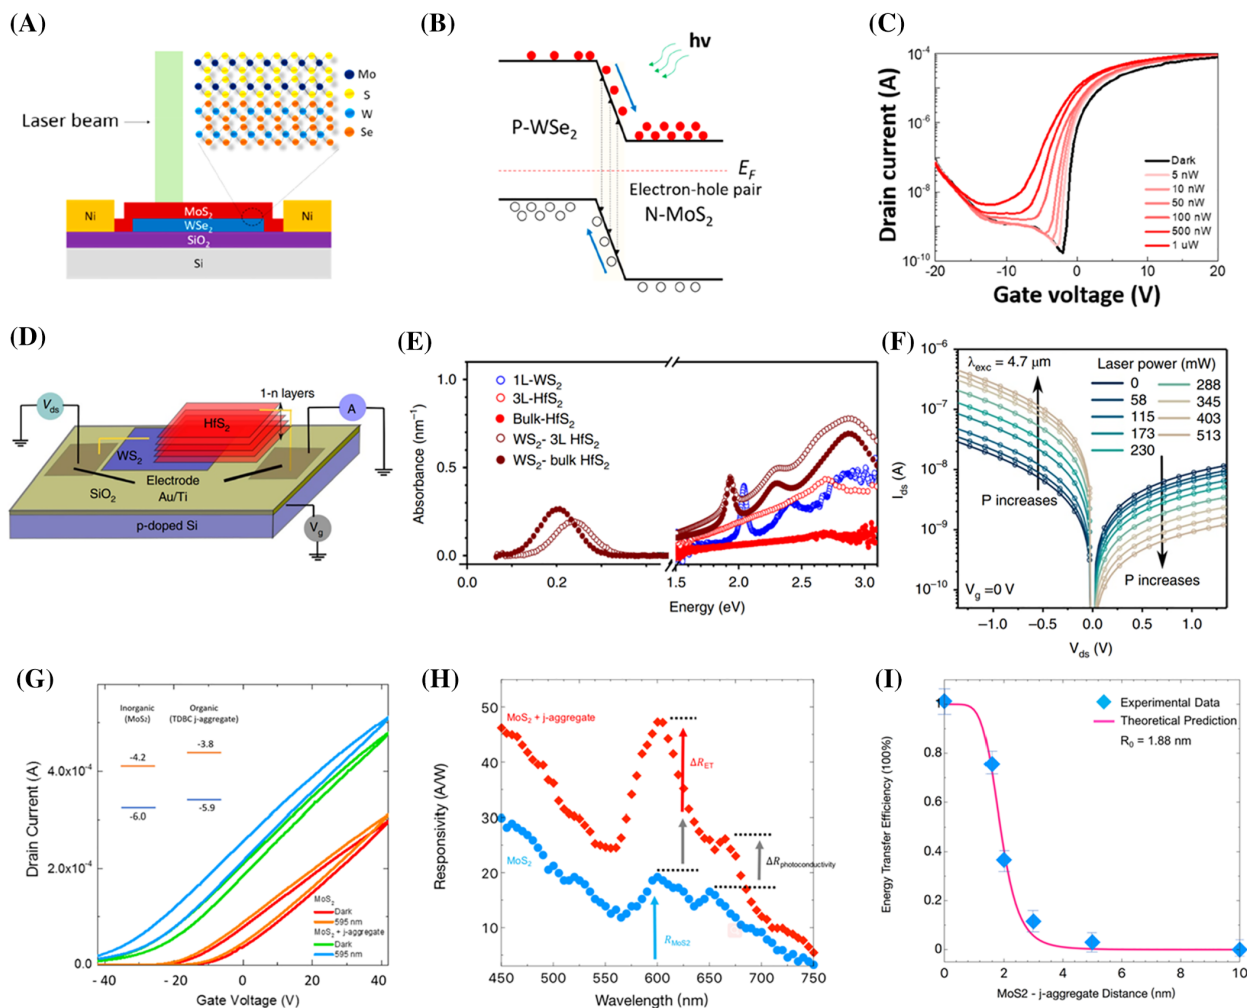 (A)
Laser beam
Mo
S
W
Se
Ni
MoS2
WSe2
Ni
SiO2
Si
(B)
hν
P-WSe2
EF
Electron-hole pair
N-MoS2
(C)
Drain current (A)
10-4
10-6
10-8
10-10
-20
-10
0
10
20
Gate voltage (V)
Dark
5 nW
10 nW
50 nW
100 nW
500 nW
1 uW
(D)
Vds
1-n layers
A
HfS2
WS2
SiO2
Electrode
Au/Ti
p-doped Si
Vg
(E)
Absorbance (nm-1)
1.0
0.5
0.0
1L-WS2
3L-HfS2
Bulk-HfS2
WS2- 3L HfS2
WS2- bulk HfS2
0.0
0.2
1.5
2.0
2.5
3.0
Energy (eV)
(F)
Ids (A)
10-6
10-7
10-8
10-9
10-10
λexc = 4.7 μm
Laser power (mW)
0
58
115
173
230
288
345
403
513
P increases
P increases
Vg =0 V
−1.0
−0.5
0.0
0.5
1.0
Vds (V)
(G)
Drain Current (A)
4.0x10-4
2.0x10-4
0.0
Inorganic
(MoS2)
Organic
(TDBC j-aggregate)
-4.2
-3.8
-6.0
-5.9
MoS2
Dark
595 nm
MoS2 + j-aggregate
Dark
595 nm
-40
-20
0
20
40
Gate Voltage (V)
(H)
Responsivity (A/W)
50
40
30
20
10
MoS2 + j-aggregate
MoS2
ΔRET
ΔRphotoconductivity
RMoS2
450
500
550
600
650
700
750
Wavelength (nm)
(I)
Energy Transfer Efficiency (100%)
1
0.8
0.6
0.4
0.2
0
Experimental Data
Theoretical Prediction
R0 = 1.88 nm
0
2
4
6
8
10
MoS2 - j-aggregate Distance (nm)